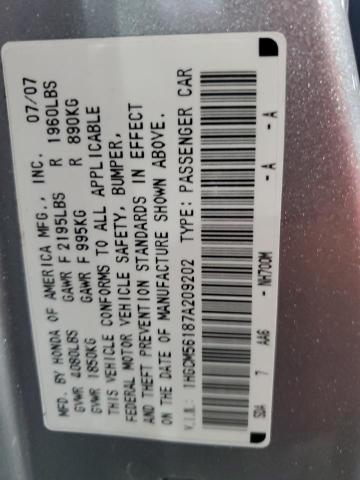 MFD. BY HONDA OF AMERICA MFG., INC. 07/07
GVWR 4080LBS GAWR F 2195LBS R 1960LBS
GVWR 1850KG GAWR F 995KG R 890KG
THIS VEHICLE CONFORMS TO ALL APPLICABLE
FEDERAL MOTOR VEHICLE SAFETY, BUMPER,
AND THEFT PREVENTION STANDARDS IN EFFECT
ON THE DATE OF MANUFACTURE SHOWN ABOVE.
V.I.N.: 1HGCM56187A209202 TYPE: PASSENGER CAR
SDA 7 AA6 - NH700M - A - A